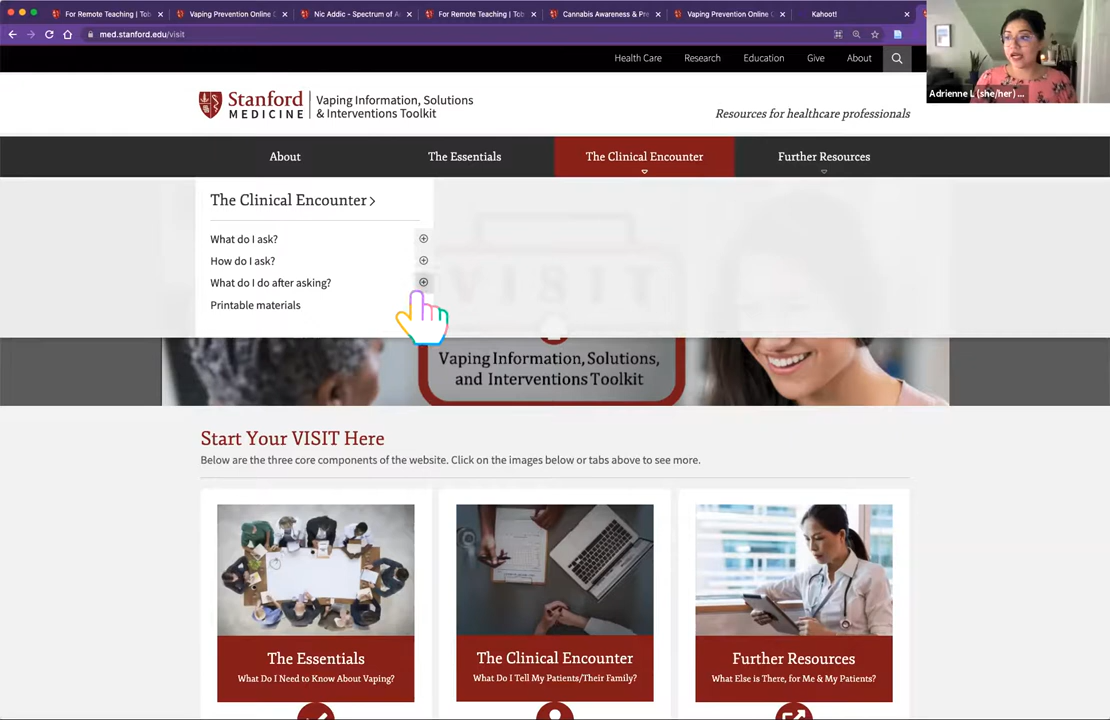 For Remote Teaching | Tob
Vaping Prevention Online C
Nic Addic - Spectrum of A
For Remote Teaching | Tob
Cannabis Awareness & Pre
Vaping Prevention Online C
Kahoot!
med.stanford.edu/visit
Health Care
Research
Education
Give
About
Adrienne L (she/her) ...
Stanford
MEDICINE
Vaping Information, Solutions
& Interventions Toolkit
Resources for healthcare professionals
About
The Essentials
The Clinical Encounter
Further Resources
The Clinical Encounter >
What do I ask?
How do I ask?
What do I do after asking?
Printable materials
VISIT
Vaping Information, Solutions,
and Interventions Toolkit
Start Your VISIT Here
Below are the three core components of the website. Click on the images below or tabs above to see more.
The Essentials
What Do I Need to Know About Vaping?
The Clinical Encounter
What Do I Tell My Patients/Their Family?
Further Resources
What Else is There, for Me & My Patients?